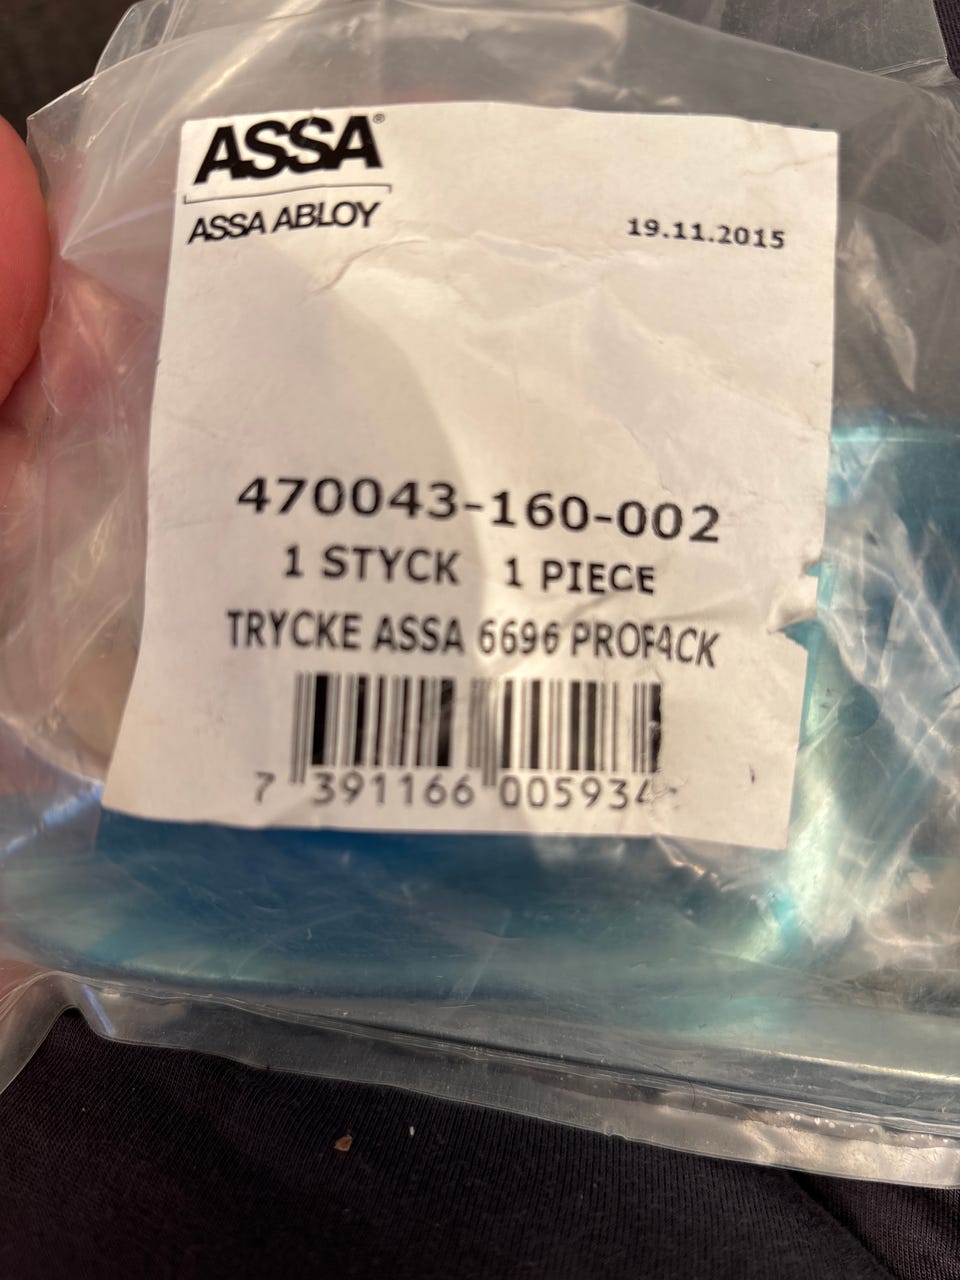 ASSA®
ASSA ABLOY
19.11.2015
470043-160-002
1 STYCK 1 PIECE
TRYCKE ASSA 6696 PROPACK
7 391166 005934